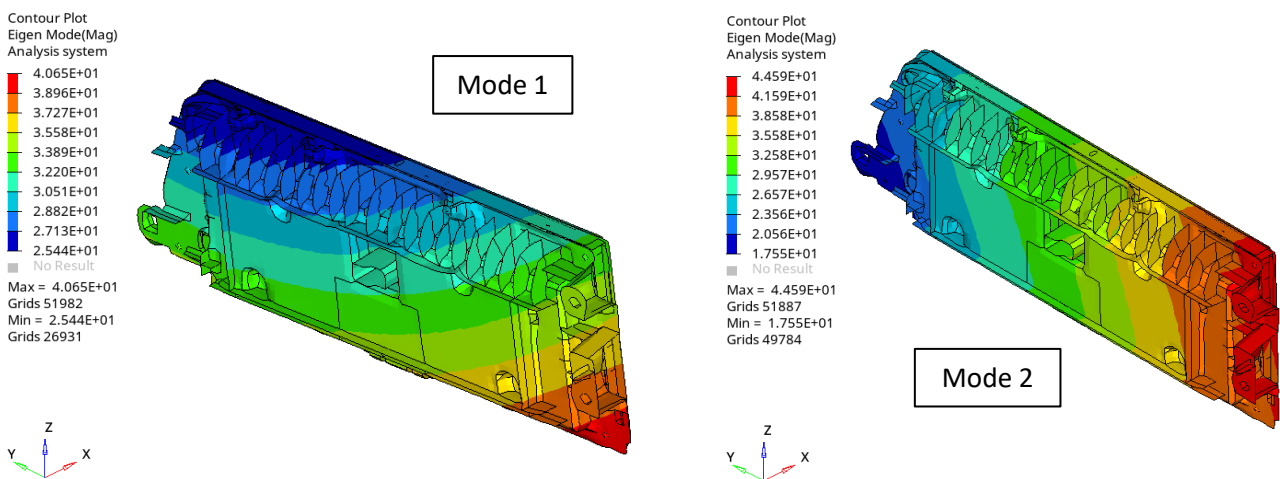 Contour Plot
Eigen Mode(Mag)
Analysis system
4.065E+01
3.896E+01
3.727E+01
3.558E+01
3.389E+01
3.220E+01
3.051E+01
2.882E+01
2.713E+01
2.544E+01
No Result
Max = 4.065E+01
Grids 51982
Min = 2.544E+01
Grids 26931
Mode 1
Z
Y
X
Contour Plot
Eigen Mode(Mag)
Analysis system
4.459E+01
4.159E+01
3.858E+01
3.558E+01
3.258E+01
2.957E+01
2.657E+01
2.356E+01
2.056E+01
1.755E+01
No Result
Max = 4.459E+01
Grids 51887
Min = 1.755E+01
Grids 49784
Mode 2
Z
Y
X